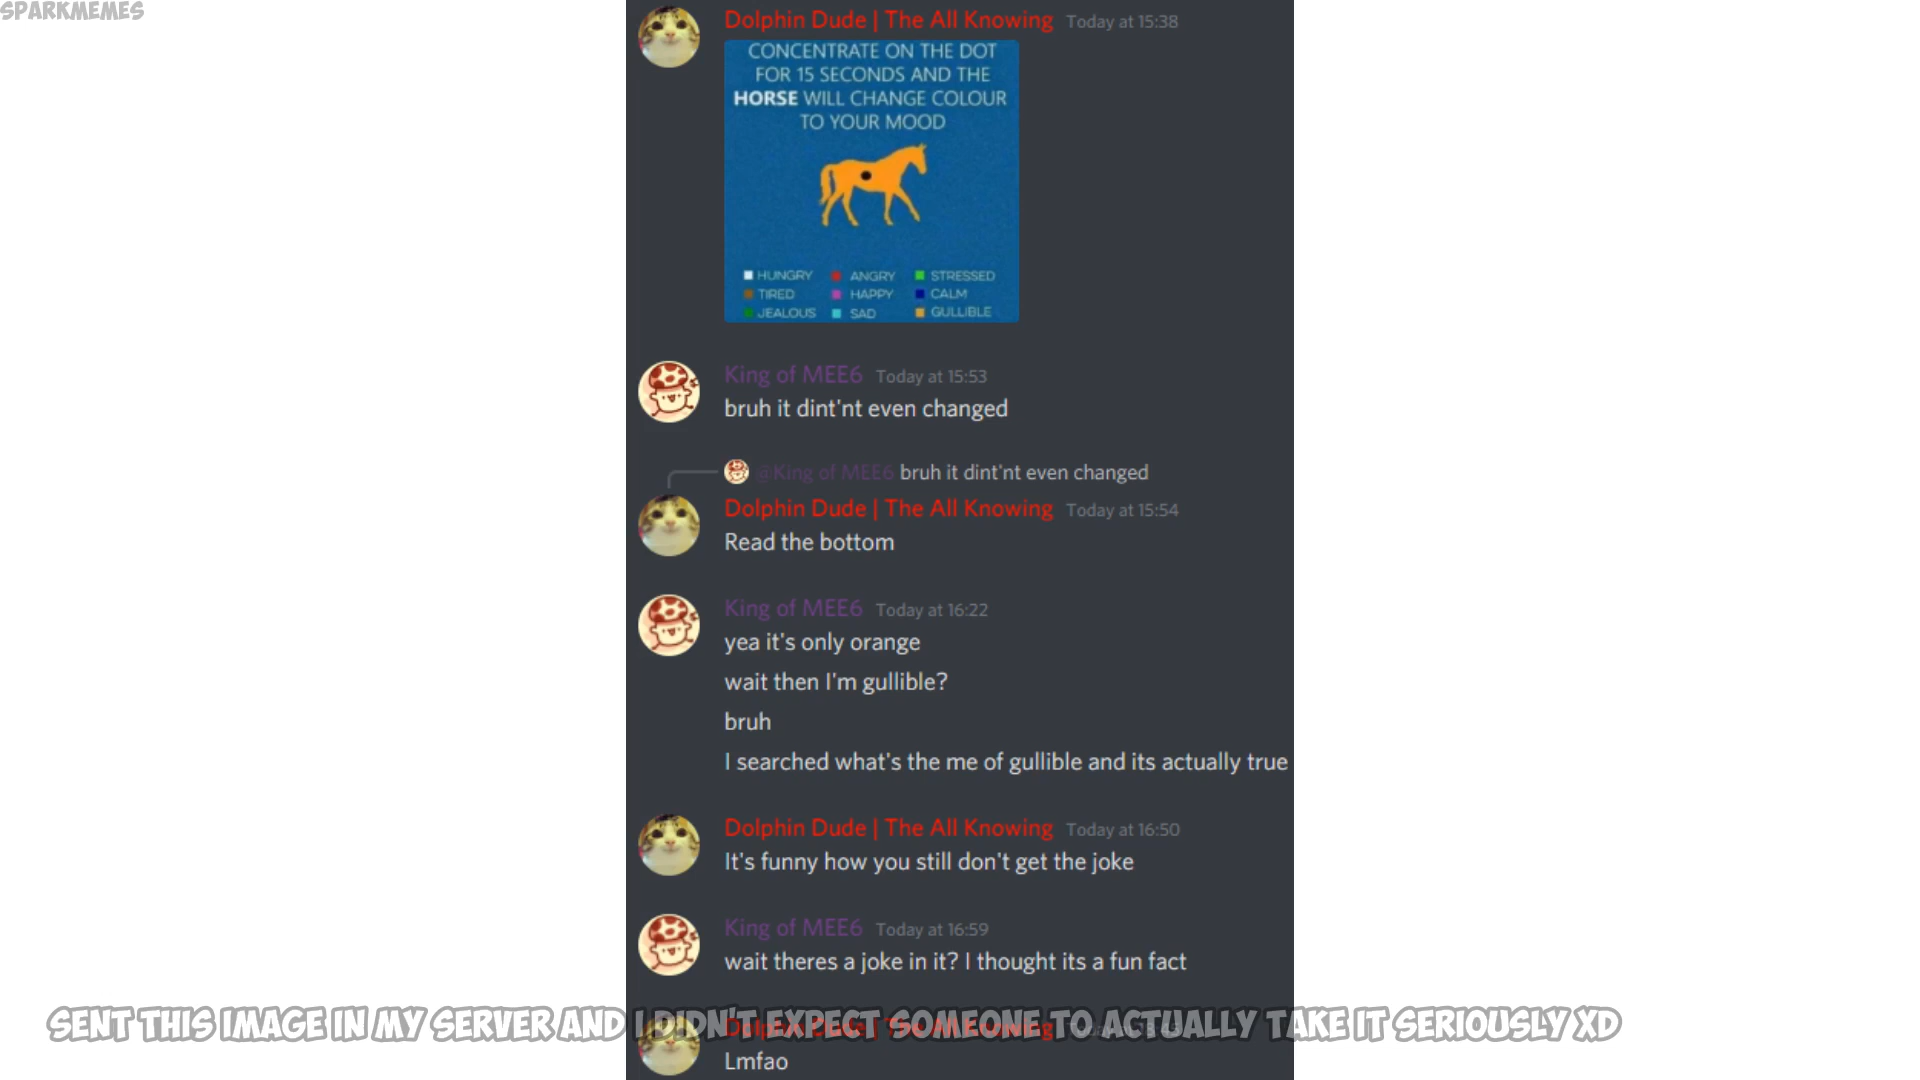 SPARKMEMES
Dolphin Dude | The All Knowing Today at 15:38
CONCENTRATE ON THE DOT
FOR 15 SECONDS AND THE
HORSE WILL CHANGE COLOUR
TO YOUR MOOD
HUNGRY ANGRY STRESSED
TIRED HAPPY CALM
JEALOUS SAD GULLIBLE
King of MEE6 Today at 15:53
bruh it dint'nt even changed
@King of MEE6 bruh it dint'nt even changed
Dolphin Dude | The All Knowing Today at 15:54
Read the bottom
King of MEE6 Today at 16:22
yea it's only orange
wait then I'm gullible?
bruh
I searched what's the me of gullible and its actually true
Dolphin Dude | The All Knowing Today at 16:50
It's funny how you still don't get the joke
King of MEE6 Today at 16:59
wait theres a joke in it? I thought its a fun fact
SENT THIS IMAGE IN MY SERVER AND I DIDN'T EXPECT SOMEONE TO ACTUALLY TAKE IT SERIOUSLY XD
Dolphin Dude | The All Knowing Today at
Lmfao